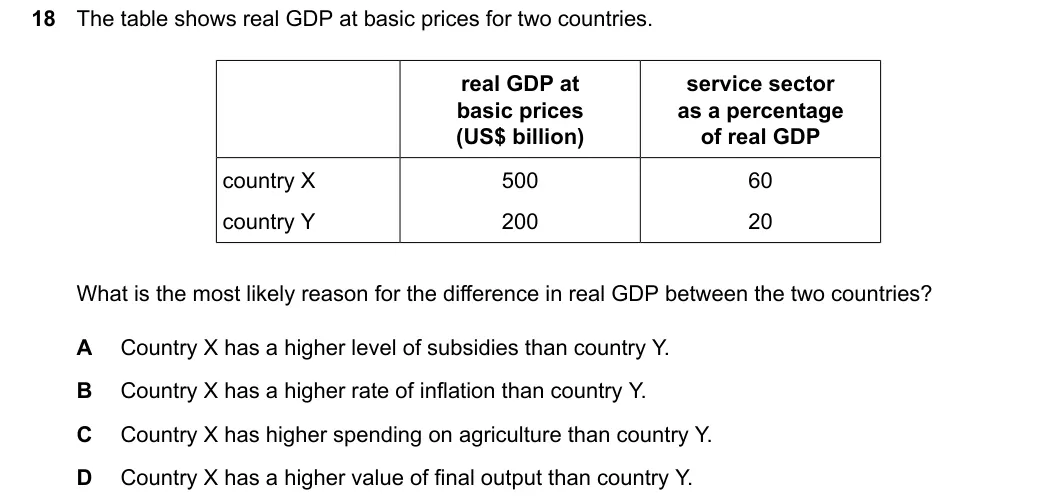 18 The table shows real GDP at basic prices for two countries.
real GDP at basic prices (US$ billion) service sector as a percentage of real GDP
country X 500 60
country Y 200 20
What is the most likely reason for the difference in real GDP between the two countries?
A Country X has a higher level of subsidies than country Y.
B Country X has a higher rate of inflation than country Y.
C Country X has higher spending on agriculture than country Y.
D Country X has a higher value of final output than country Y.